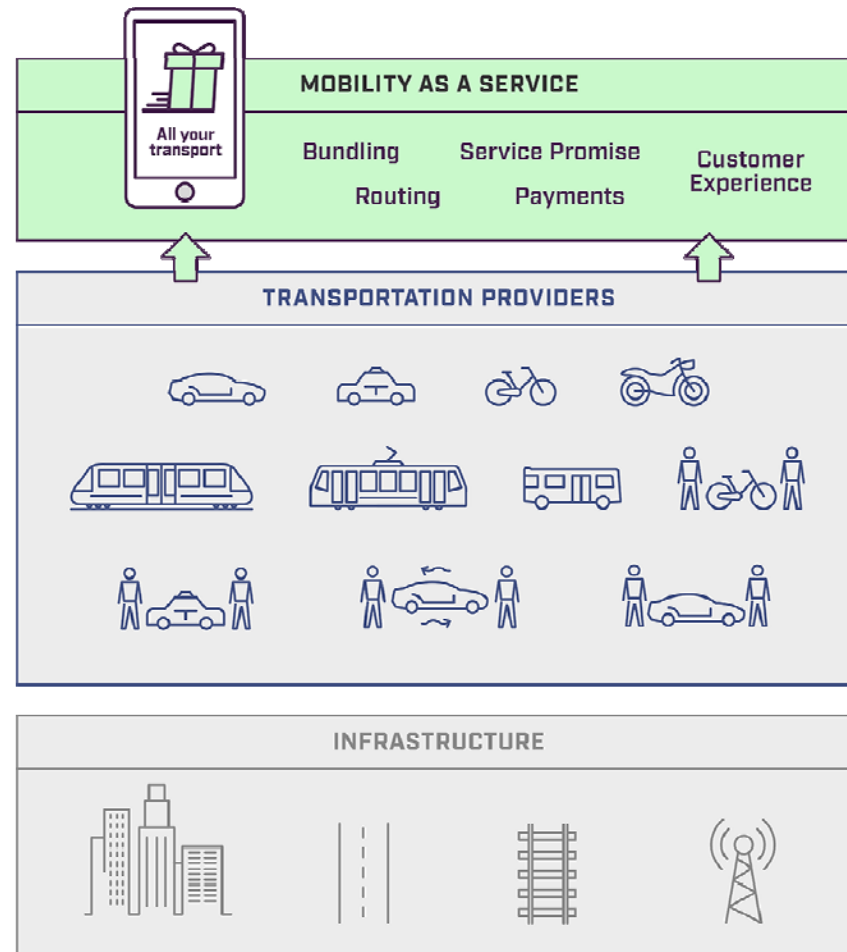 MOBILITY AS A SERVICE
All your
transport
Bundling
Service Promise
Customer
Experience
Routing
Payments
TRANSPORTATION PROVIDERS
INFRASTRUCTURE